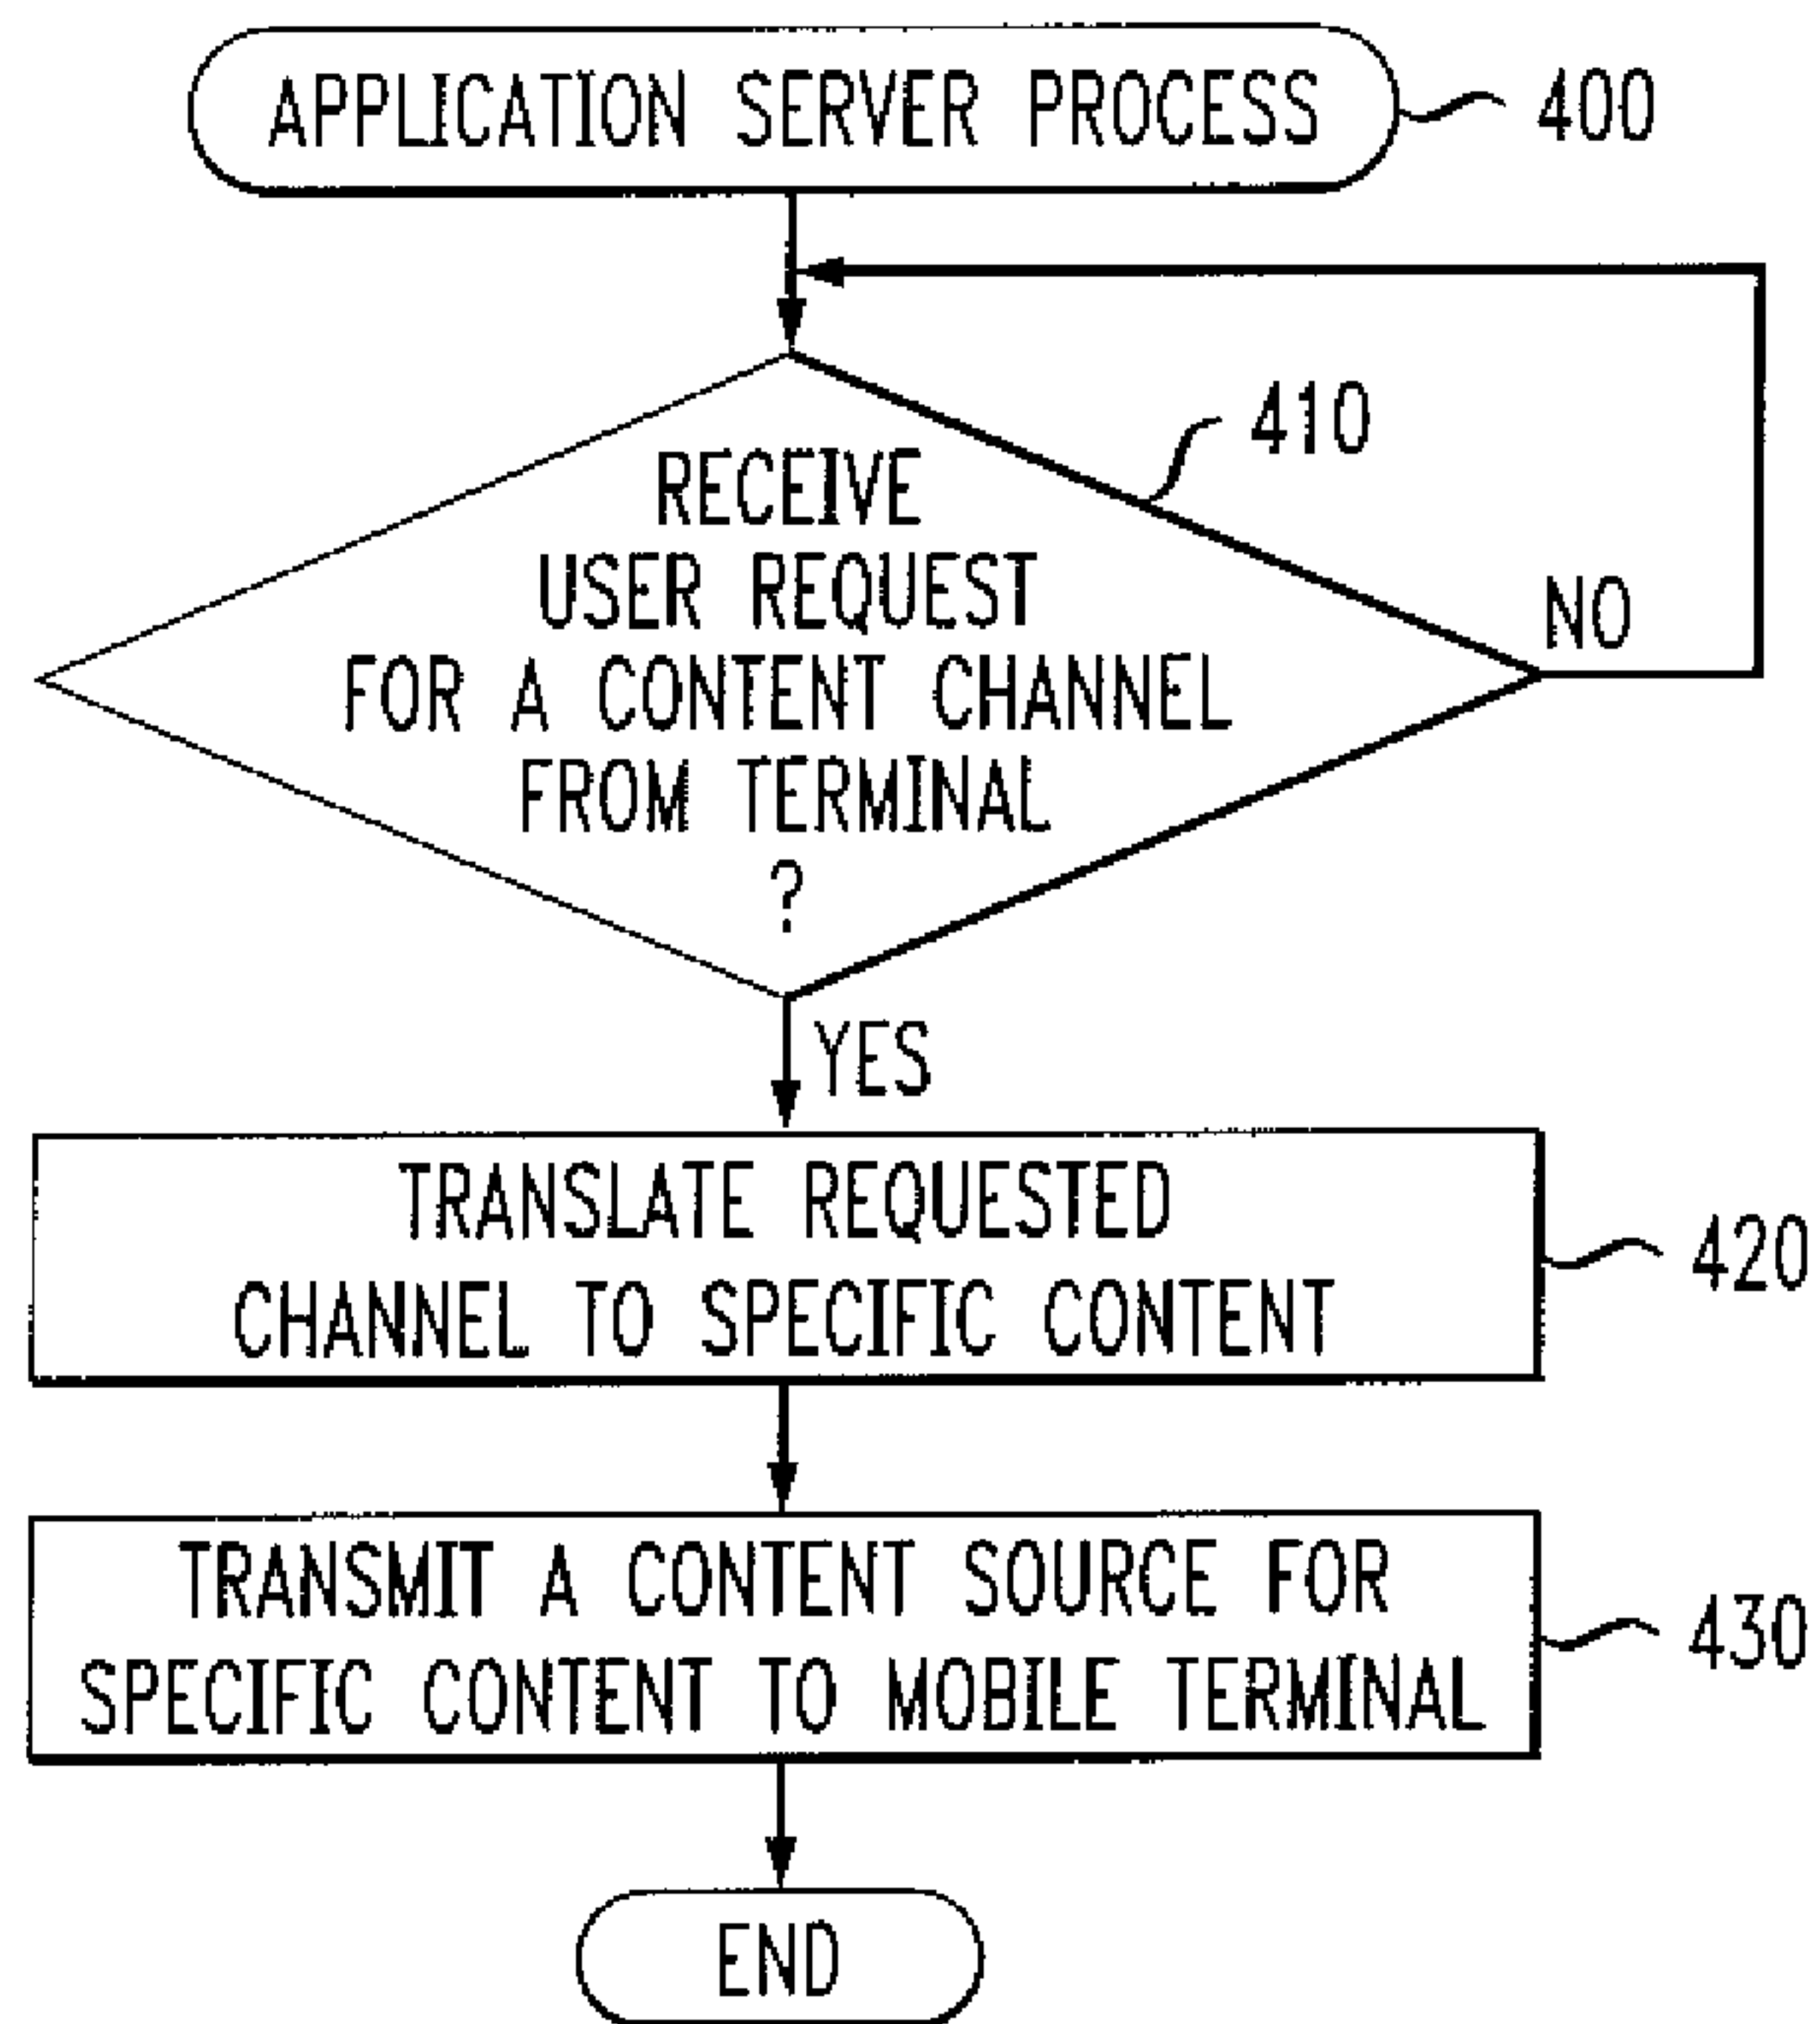 APPLICATION SERVER PROCESS
400
410
RECEIVE
USER REQUEST
FOR A CONTENT CHANNEL
FROM TERMINAL
?
NO
YES
TRANSLATE REQUESTED
CHANNEL TO SPECIFIC CONTENT
420
TRANSMIT A CONTENT SOURCE FOR
SPECIFIC CONTENT TO MOBILE TERMINAL
430
END